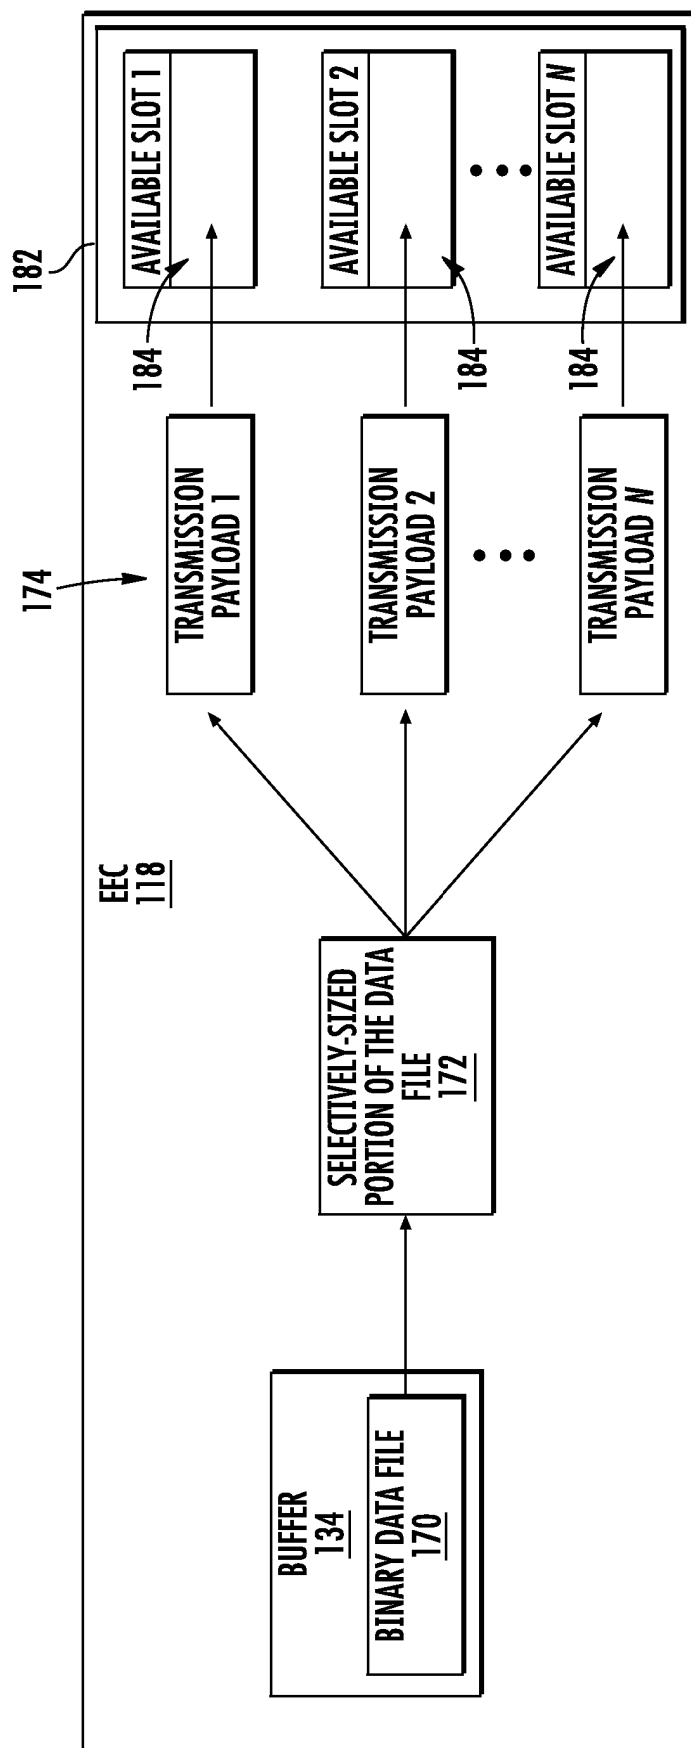 EEC
118
BUFFER
134
BINARY DATA FILE
170
SELECTIVELY-SIZED
PORTION OF THE DATA
FILE
172
174
TRANSMISSION
PAYLOAD 1
TRANSMISSION
PAYLOAD 2
TRANSMISSION
PAYLOAD N
182
184
AVAILABLE SLOT 1
184
AVAILABLE SLOT 2
184
AVAILABLE SLOT N